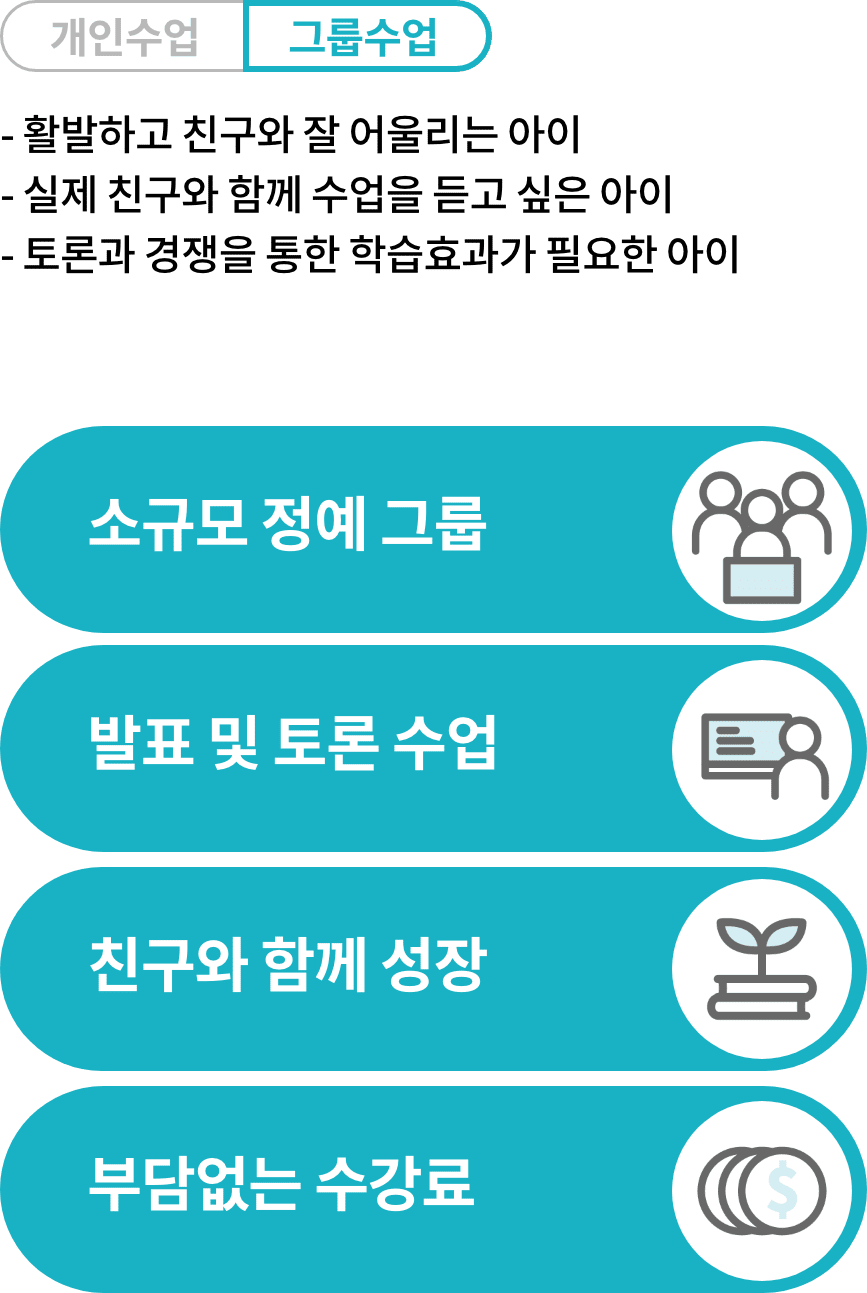 개인수업 그룹수업
- 활발하고 친구와 잘 어울리는 아이
- 실제 친구와 함께 수업을 듣고 싶은 아이
- 토론과 경쟁을 통한 학습효과가 필요한 아이
소규모 정예 그룹
발표 및 토론 수업
친구와 함께 성장
부담없는 수강료
$